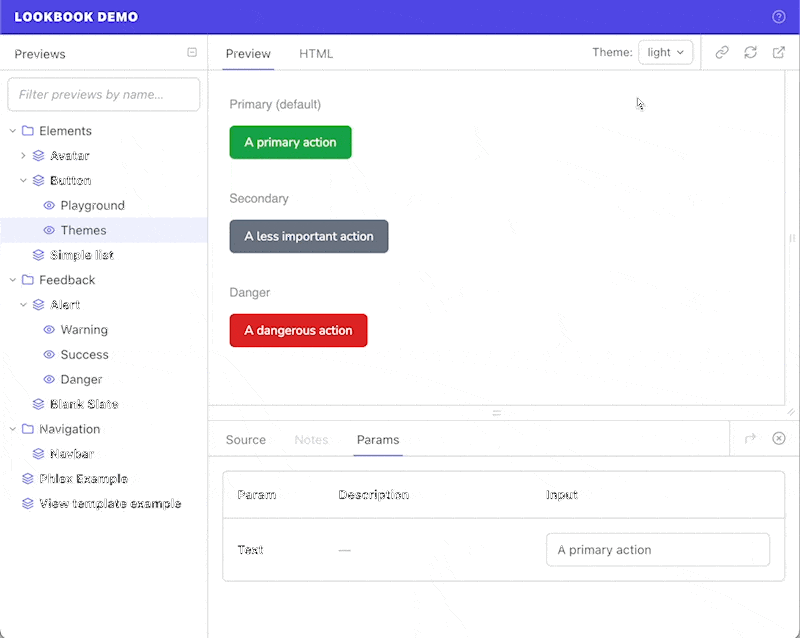 LOOKBOOK DEMO
Previews
Preview HTML
Theme: light
Filter previews by name...
Elements
Avatar
Button
Playground
Themes
Simple list
Feedback
Alert
Warning
Success
Danger
Blank Slate
Navigation
Navbar
Phlex Example
View template example
Primary (default)
A primary action
Secondary
A less important action
Danger
A dangerous action
Source Notes Params
Param Description Input
Text — A primary action